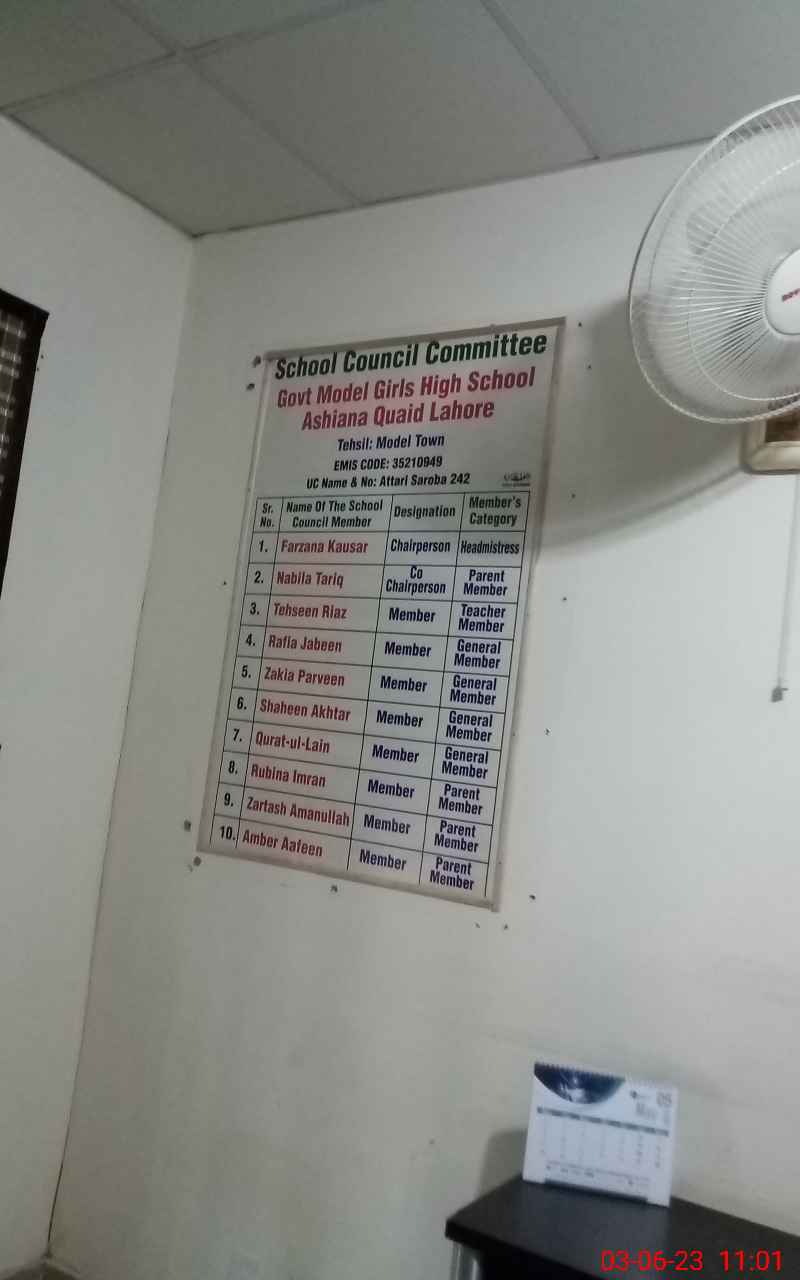 School Council Committee
Govt Model Girls High School
Ashiana Quaid Lahore
Tehsil: Model Town
EMIS CODE: 35210949
UC Name & No: Attari Saroba 242
Sr. No. Name Of The School Council Member Designation Member's Category
1. Farzana Kausar Chairperson Headmistress
2. Nabila Tariq Co Chairperson Parent Member
3. Tehseen Riaz Member Teacher Member
4. Rafia Jabeen Member General Member
5. Zakia Parveen Member General Member
6. Shaheen Akhtar Member General Member
7. Qurat-ul-Lain Member General Member
8. Rubina Imran Member Parent Member
9. Zartash Amanullah Member Parent Member
10. Amber Aafeen Member Parent Member
03-06-23 11:01